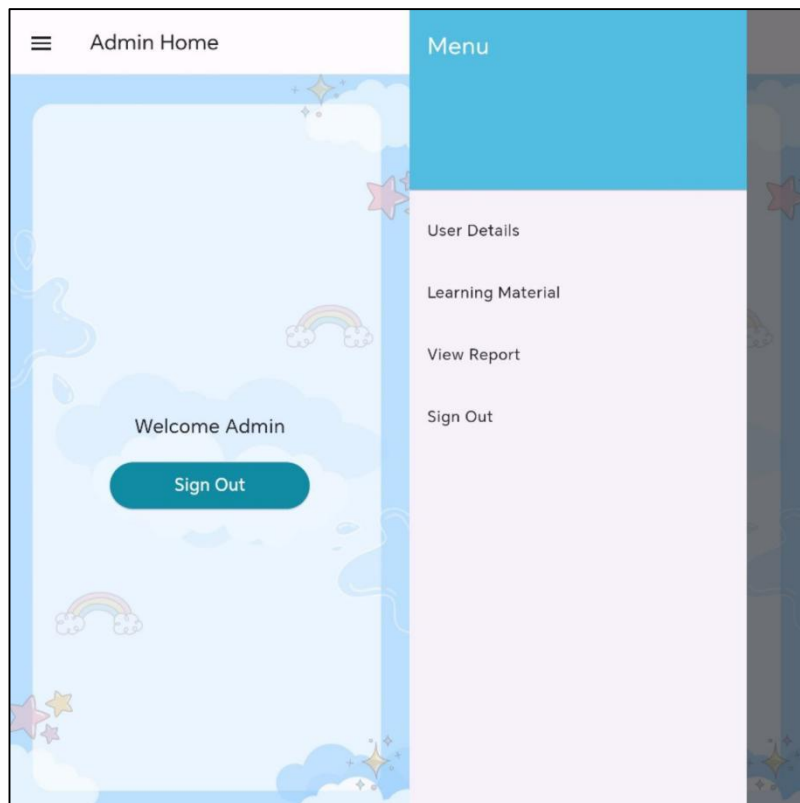 Admin Home
Welcome Admin
Sign Out
Menu
User Details
Learning Material
View Report
Sign Out